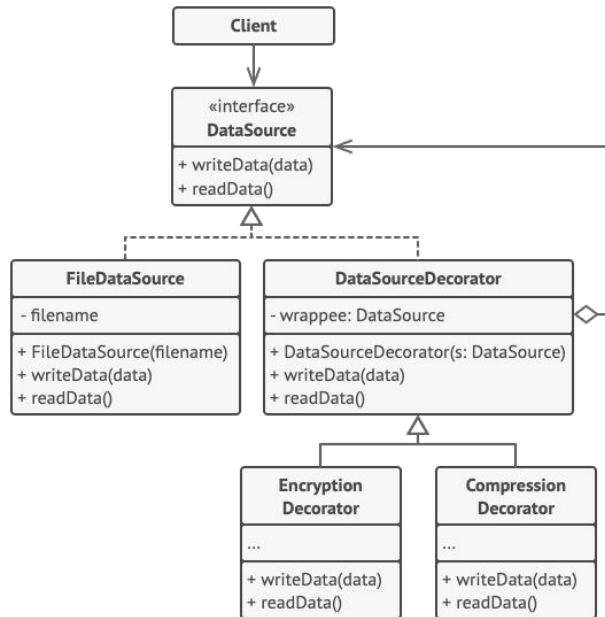 Client
«interface»
DataSource
+ writeData(data)
+ readData()
FileDataSource
- filename
+ FileDataSource(filename)
+ writeData(data)
+ readData()
DataSourceDecorator
- wrappee: DataSource
+ DataSourceDecorator(s: DataSource)
+ writeData(data)
+ readData()
Encryption
Decorator
...
+ writeData(data)
+ readData()
Compression
Decorator
...
+ writeData(data)
+ readData()